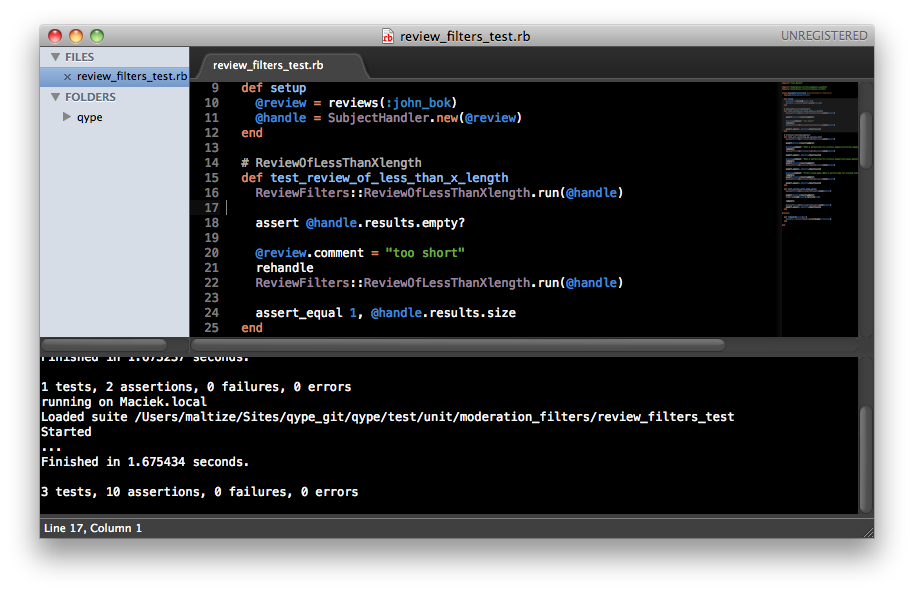 review_filters_test.rb
UNREGISTERED
FILES
review_filters_test.rb
FOLDERS
qype
review_filters_test.rb
9 def setup
10 @review = reviews(:john_bok)
11 @handle = SubjectHandler.new(@review)
12 end
13
14 # ReviewOfLessThanXlength
15 def test_review_of_less_than_x_length
16 ReviewFilters::ReviewOfLessThanXlength.run(@handle)
17
18 assert @handle.results.empty?
19
20 @review.comment = "too short"
21 rehandle
22 ReviewFilters::ReviewOfLessThanXlength.run(@handle)
23
24 assert_equal 1, @handle.results.size
25 end
Finished in 1.673257 seconds.
1 tests, 2 assertions, 0 failures, 0 errors
running on Maciek.local
Loaded suite /Users/maltize/Sites/qype_git/qype/test/unit/moderation_filters/review_filters_test
Started
...
Finished in 1.675434 seconds.
3 tests, 10 assertions, 0 failures, 0 errors
Line 17, Column 1